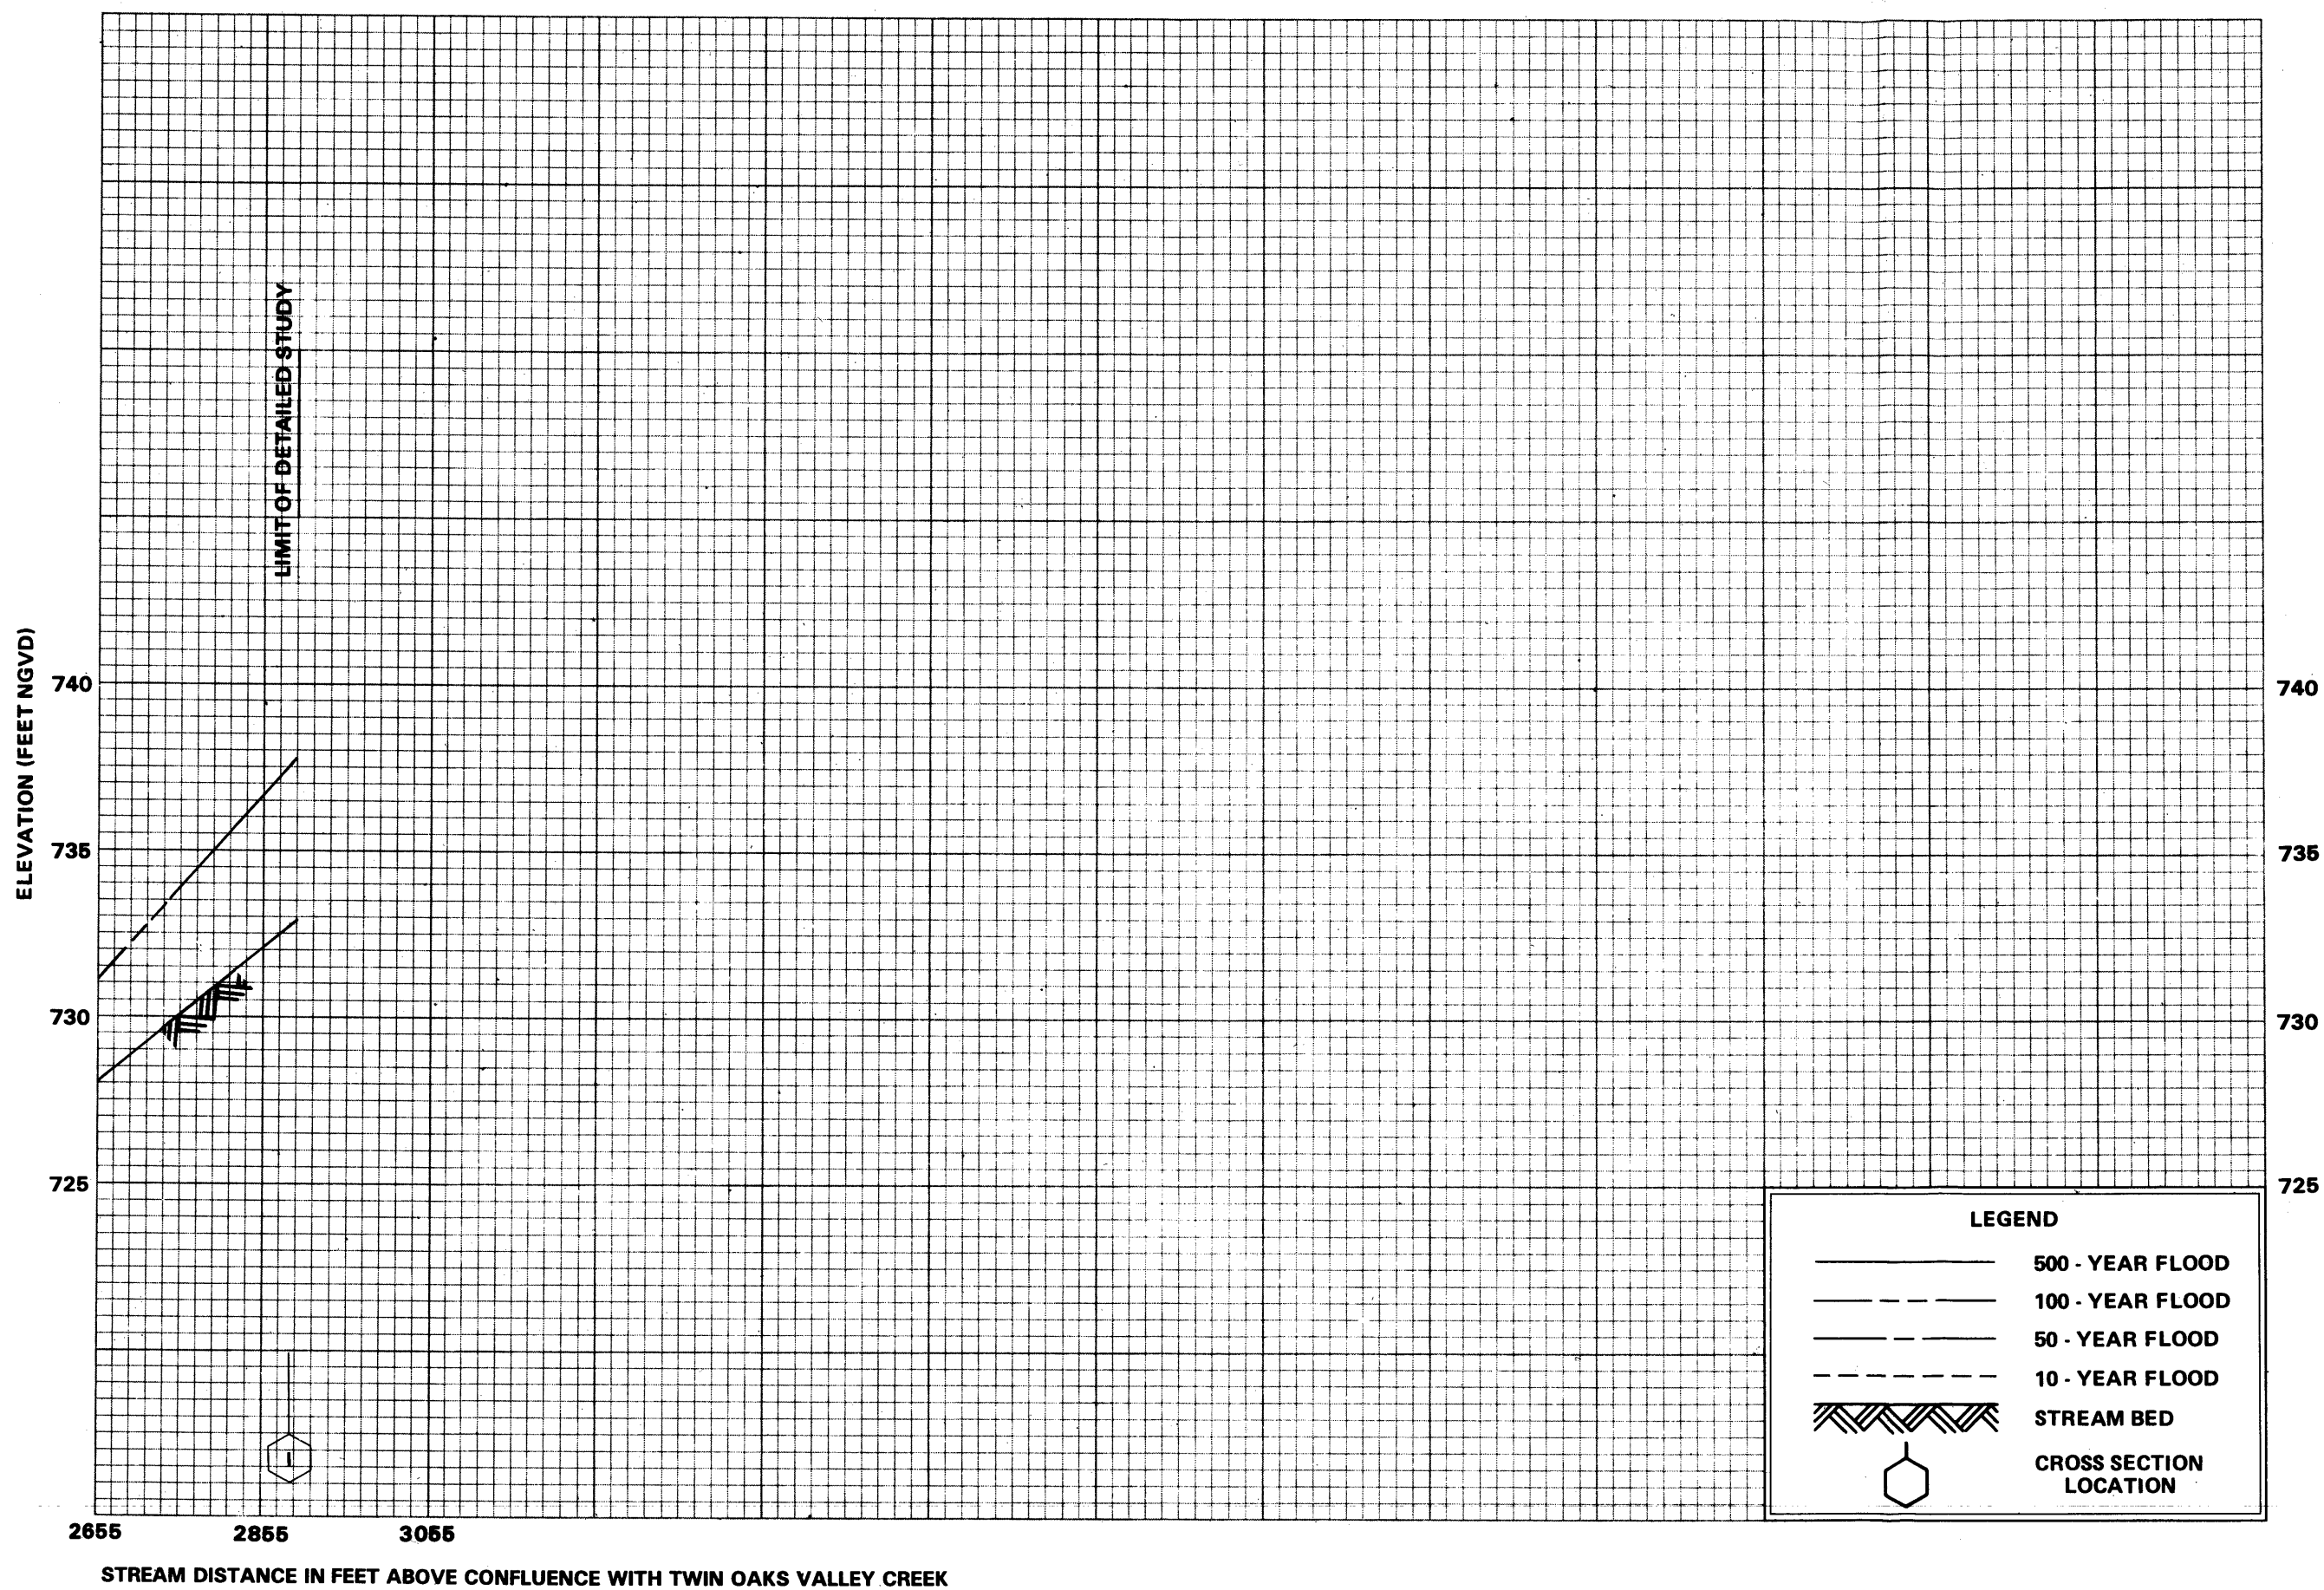 LIMIT OF DETAILED STUDY
ELEVATION (FEET NGVD)
740
740
735
735
730
730
725
725
LEGEND
500 - YEAR FLOOD
100 - YEAR FLOOD
50 - YEAR FLOOD
10 - YEAR FLOOD
STREAM BED
CROSS SECTION
LOCATION
I
2655
2855
3055
STREAM DISTANCE IN FEET ABOVE CONFLUENCE WITH TWIN OAKS VALLEY CREEK